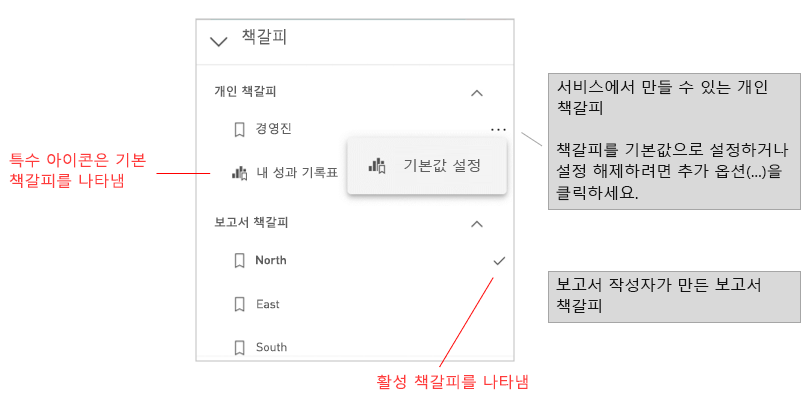 책갈피
개인 책갈피
경영진
내 성과 기록표
기본값 설정
보고서 책갈피
North
East
South
특수 아이콘은 기본
책갈피를 나타냄
서비스에서 만들 수 있는 개인
책갈피
책갈피를 기본값으로 설정하거나
설정 해제하려면 추가 옵션(...)을
클릭하세요.
보고서 작성자가 만든 보고서
책갈피
활성 책갈피를 나타냄